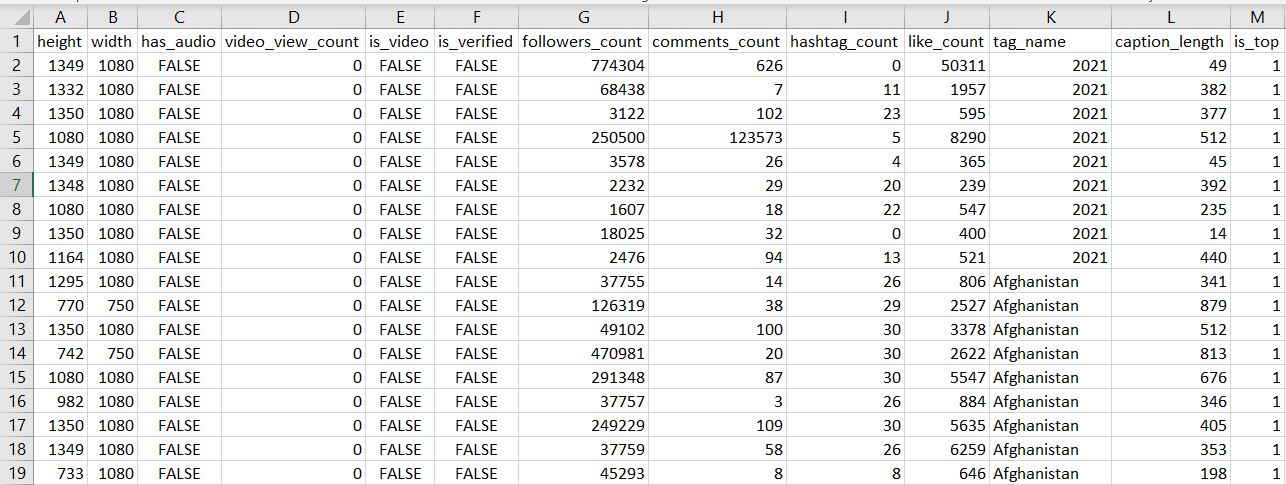 A B C D E F G H I J K L M
1 height width has_audio video_view_count is_video is_verified followers_count comments_count hashtag_count like_count tag_name caption_length is_top
2 1349 1080 FALSE 0 FALSE FALSE 774304 626 0 50311 2021 49 1
3 1332 1080 FALSE 0 FALSE FALSE 68438 7 11 1957 2021 382 1
4 1350 1080 FALSE 0 FALSE FALSE 3122 102 23 595 2021 377 1
5 1080 1080 FALSE 0 FALSE FALSE 250500 123573 5 8290 2021 512 1
6 1349 1080 FALSE 0 FALSE FALSE 3578 26 4 365 2021 45 1
7 1348 1080 FALSE 0 FALSE FALSE 2232 29 20 239 2021 392 1
8 1080 1080 FALSE 0 FALSE FALSE 1607 18 22 547 2021 235 1
9 1350 1080 FALSE 0 FALSE FALSE 18025 32 0 400 2021 14 1
10 1164 1080 FALSE 0 FALSE FALSE 2476 94 13 521 2021 440 1
11 1295 1080 FALSE 0 FALSE FALSE 37755 14 26 806 Afghanistan 341 1
12 770 750 FALSE 0 FALSE FALSE 126319 38 29 2527 Afghanistan 879 1
13 1350 1080 FALSE 0 FALSE FALSE 49102 100 30 3378 Afghanistan 512 1
14 742 750 FALSE 0 FALSE FALSE 470981 20 30 2622 Afghanistan 813 1
15 1080 1080 FALSE 0 FALSE FALSE 291348 87 30 5547 Afghanistan 676 1
16 982 1080 FALSE 0 FALSE FALSE 37757 3 26 884 Afghanistan 346 1
17 1350 1080 FALSE 0 FALSE FALSE 249229 109 30 5635 Afghanistan 405 1
18 1349 1080 FALSE 0 FALSE FALSE 37759 58 26 6259 Afghanistan 353 1
19 733 1080 FALSE 0 FALSE FALSE 45293 8 8 646 Afghanistan 198 1